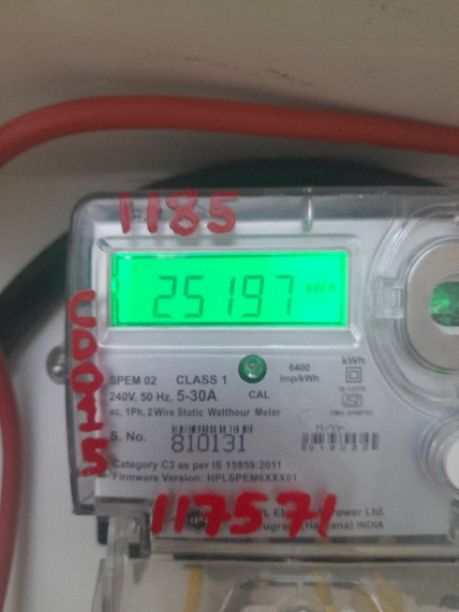 1185
25197 kWh
6400
imp/kWh
kWh
SPEM 02 CLASS 1
CAL
240V, 50 Hz. 5-30A
ac, 1Ph, 2 Wire Static Watthour Meter
S. No. 810131
M/Yr
Category C3 as per IS 15959:2011
Firmware Version: HPLSPEM6XXX01
117571
Power Ltd.
INDIA